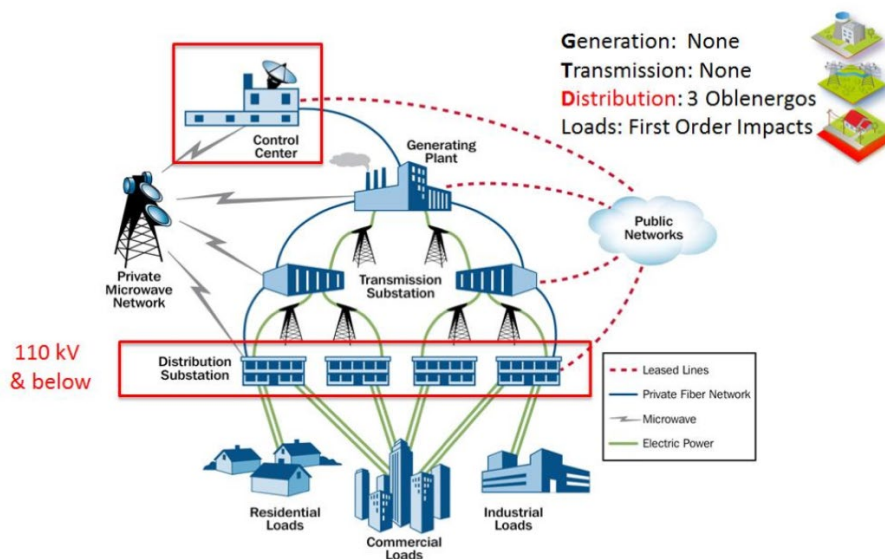 Generation: None
Transmission: None
Distribution: 3 Oblenergos
Loads: First Order Impacts
Control
Center
Generating
Plant
Public
Networks
Private
Microwave
Network
Transmission
Substation
110 kV
& below
Distribution
Substation
Leased Lines
Private Fiber Network
Microwave
Electric Power
Residential
Loads
Commercial
Loads
Industrial
Loads